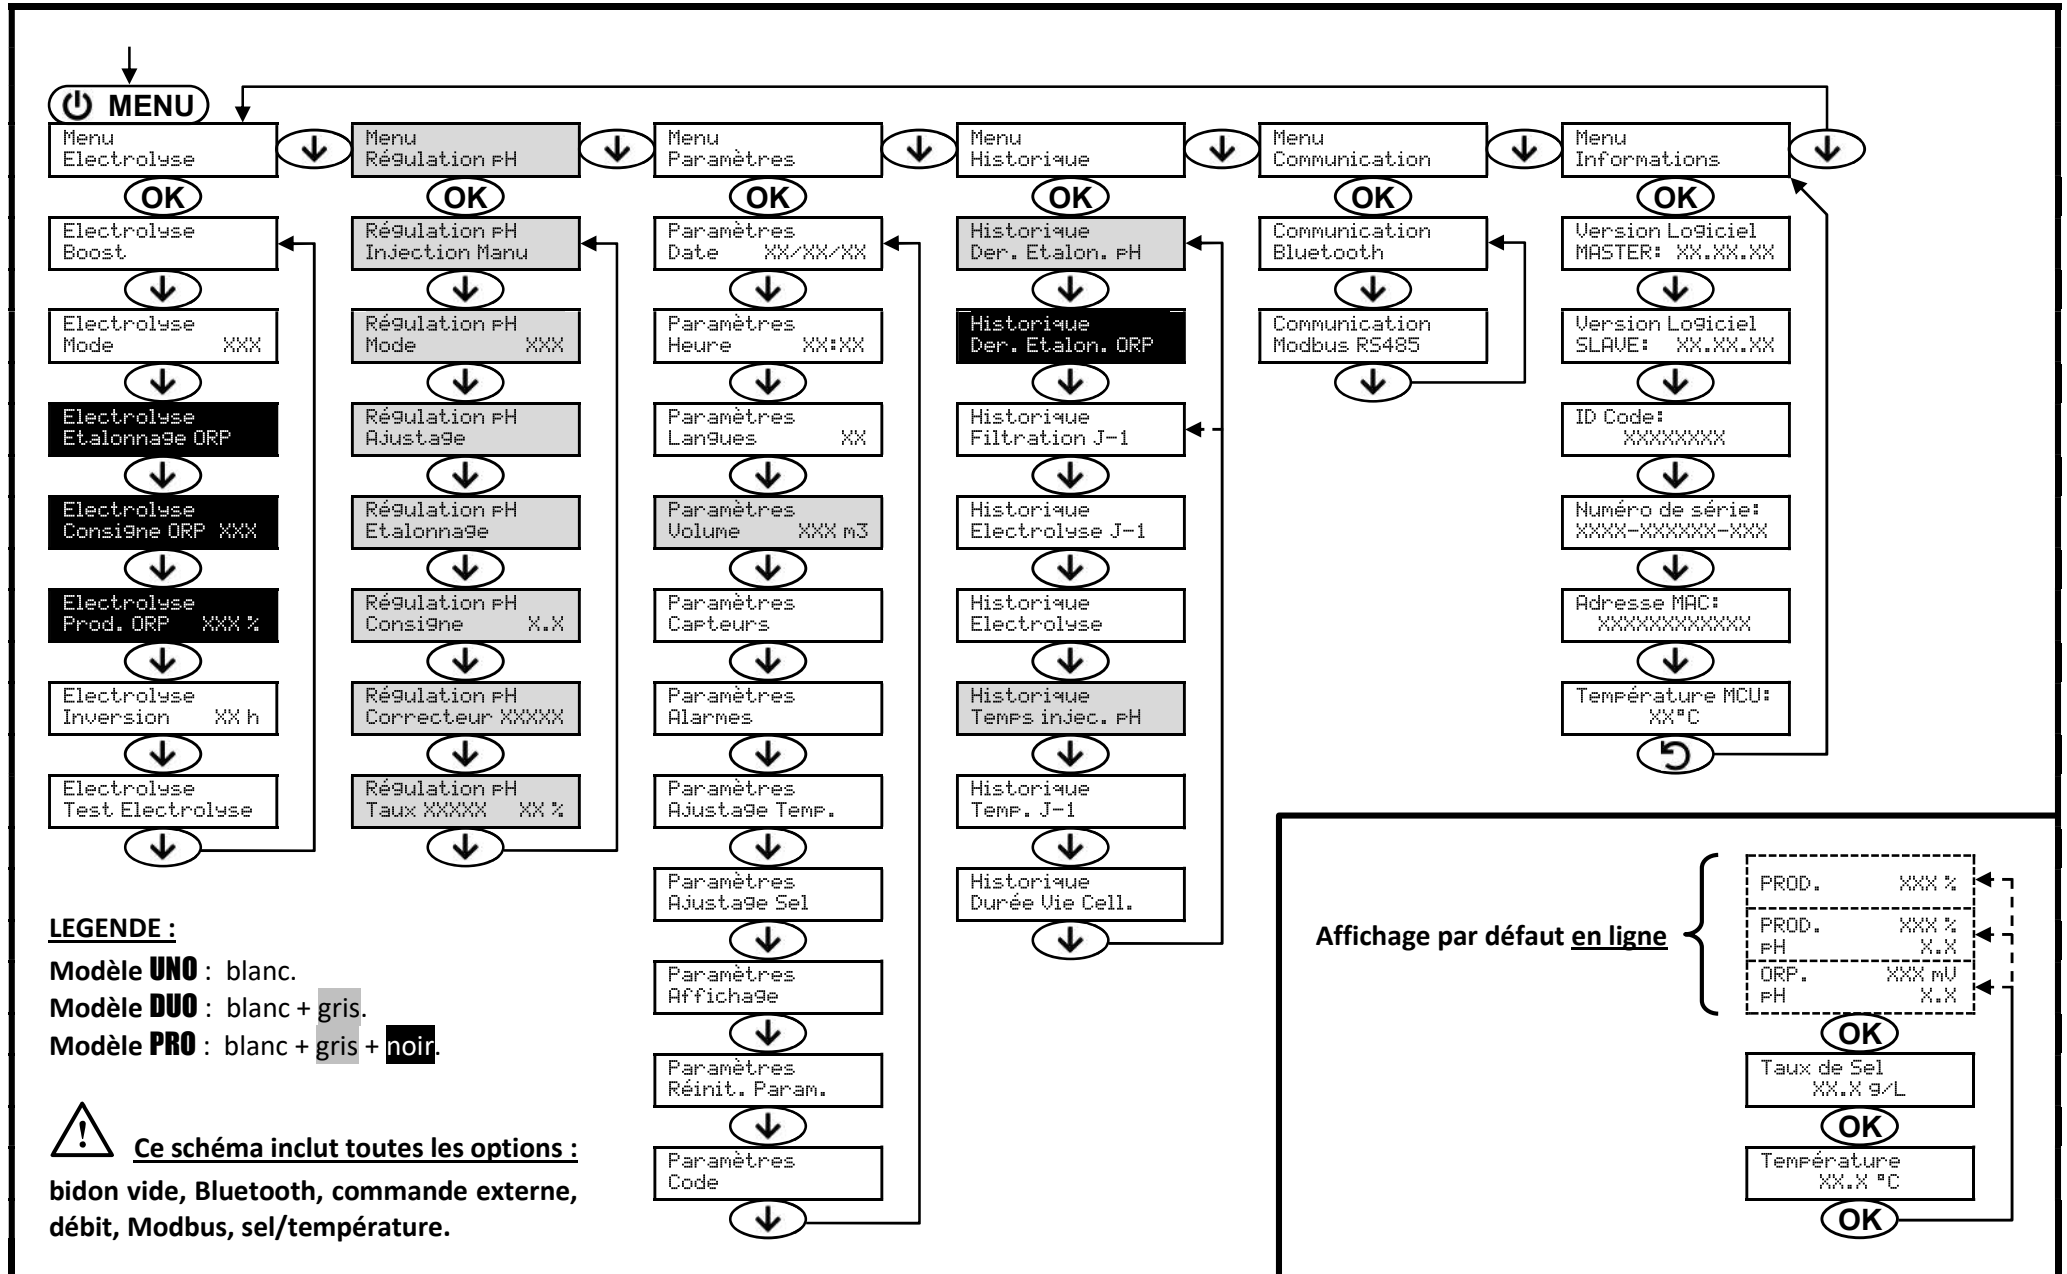 MENU
Menu
Electrolyse
OK
Electrolyse
Boost
Electrolyse
Mode XXX
Electrolyse
Etalonnage ORP
Electrolyse
Consigne ORP XXX
Electrolyse
Prod. ORP XXX %
Electrolyse
Inversion XX h
Electrolyse
Test Electrolyse
Menu
Régulation pH
OK
Régulation pH
Injection Manu
Régulation pH
Mode XXX
Régulation pH
Ajustage
Régulation pH
Etalonnage
Régulation pH
Consigne X.X
Régulation pH
Correcteur XXXXX
Régulation pH
Taux XXXXX XX %
Menu
Paramètres
OK
Paramètres
Date XX/XX/XX
Paramètres
Heure XX:XX
Paramètres
Langues XX
Paramètres
Volume XXX m3
Paramètres
Capteurs
Paramètres
Alarmes
Paramètres
Ajustage Temp.
Paramètres
Ajustage Sel
Paramètres
Affichage
Paramètres
Réinit. Param.
Paramètres
Code
Menu
Historique
OK
Historique
Der. Etalon. pH
Historique
Der. Etalon. ORP
Historique
Filtration J-1
Historique
Electrolyse J-1
Historique
Electrolyse
Historique
Temps injec. pH
Historique
Temp. J-1
Historique
Durée Vie Cell.
Menu
Communication
OK
Communication
Bluetooth
Communication
Modbus RS485
Menu
Informations
OK
Version Logiciel
MASTER: XX.XX.XX
Version Logiciel
SLAVE: XX.XX.XX
ID Code:
XXXXXXXX
Numéro de série:
XXXX-XXXXXX-XXX
Adresse MAC:
XXXXXXXXXXXX
Température MCU:
XX°C
LEGENDE :
Modèle UNO : blanc.
Modèle DUO : blanc + gris.
Modèle PRO : blanc + gris + noir.
Ce schéma inclut toutes les options :
bidon vide, Bluetooth, commande externe,
débit, Modbus, sel/température.
Affichage par défaut en ligne
PROD. XXX %
PROD. XXX %
pH X.X
ORP. XXX mV
pH X.X
OK
Taux de Sel
XX.X g/L
OK
Température
XX.X °C
OK